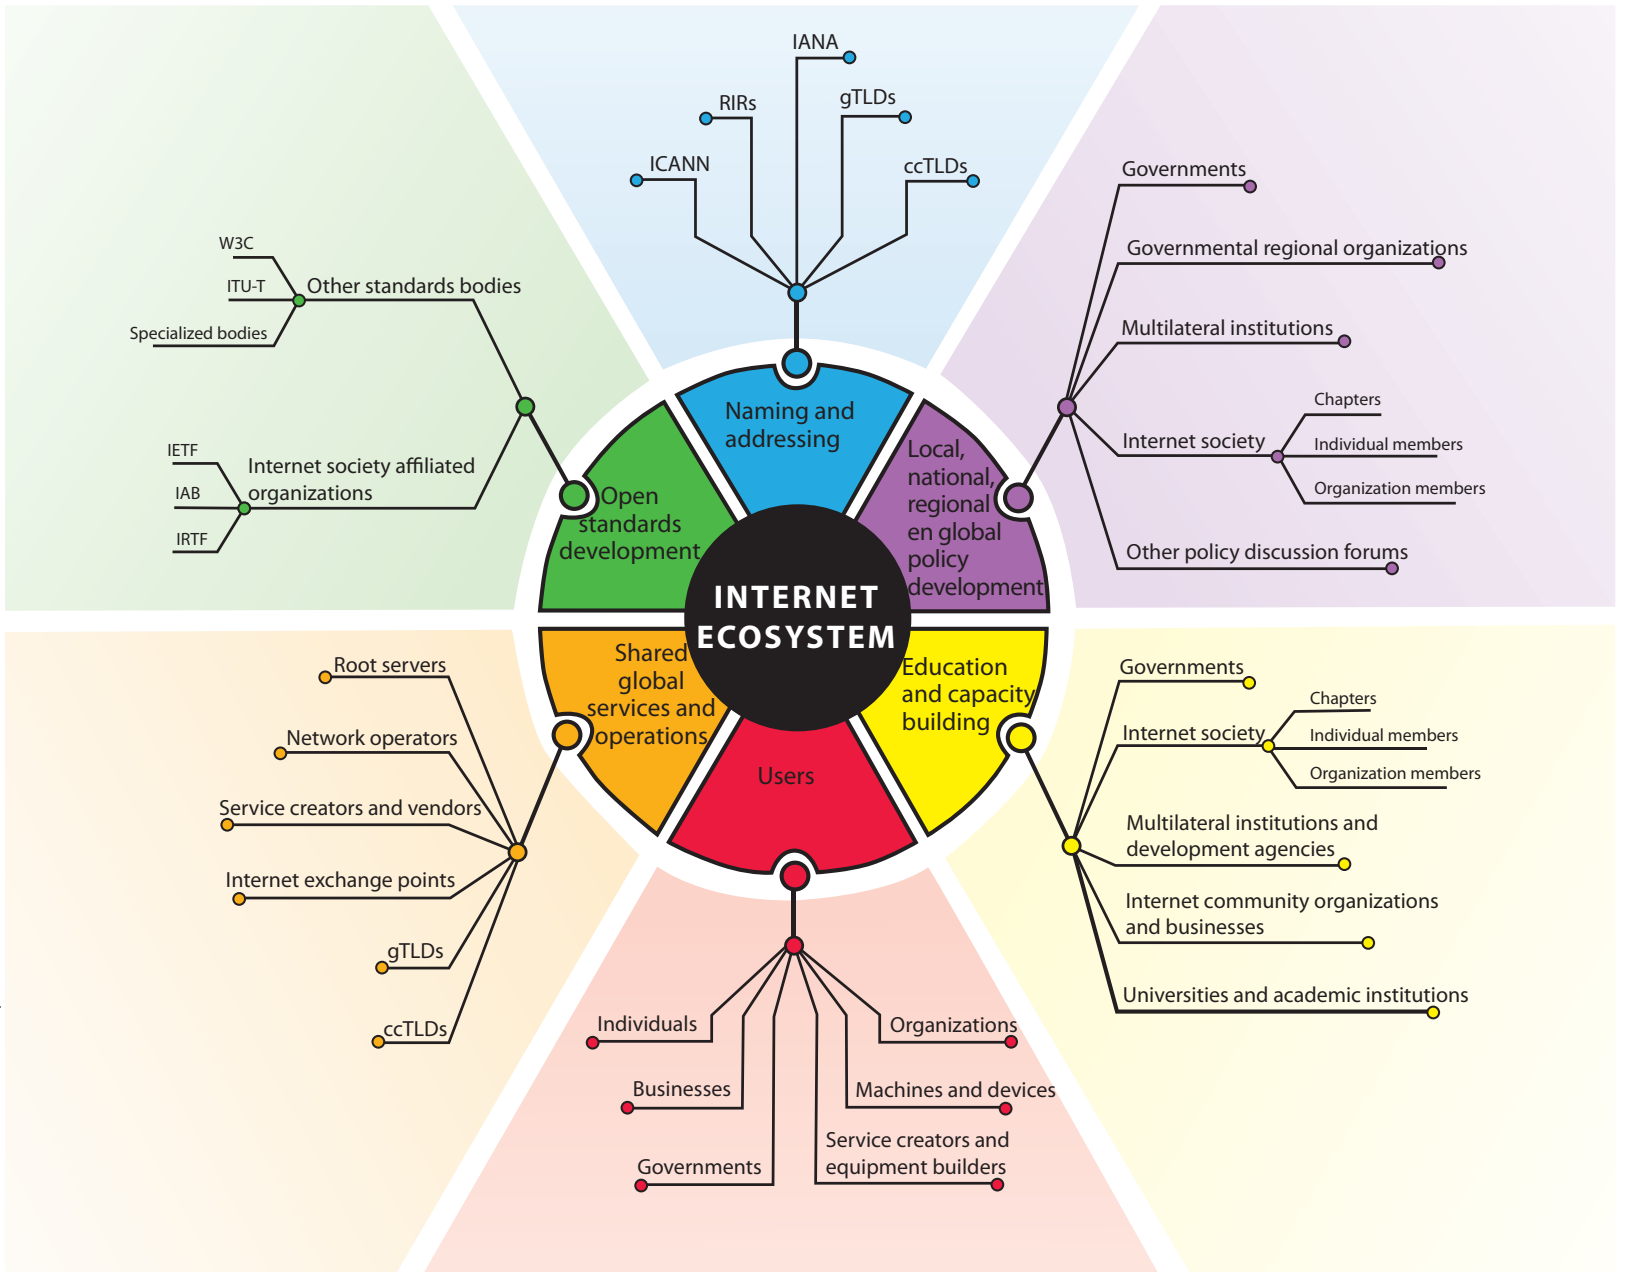 IANA
RIRs
gTLDs
ICANN
ccTLDs
Naming and
addressing
W3C
ITU-T
Specialized bodies
Other standards bodies
IETF
IAB
IRTF
Internet society affiliated
organizations
Open
standards
development
Governments
Governmental regional organizations
Multilateral institutions
Internet society
Chapters
Individual members
Organization members
Other policy discussion forums
Local,
national,
regional
en global
policy
development
INTERNET
ECOSYSTEM
Shared
global
services and
operations
Root servers
Network operators
Service creators and vendors
Internet exchange points
gTLDs
ccTLDs
Users
Individuals
Businesses
Governments
Organizations
Machines and devices
Service creators and
equipment builders
Education
and capacity
building
Governments
Internet society
Chapters
Individual members
Organization members
Multilateral institutions and
development agencies
Internet community organizations
and businesses
Universities and academic institutions